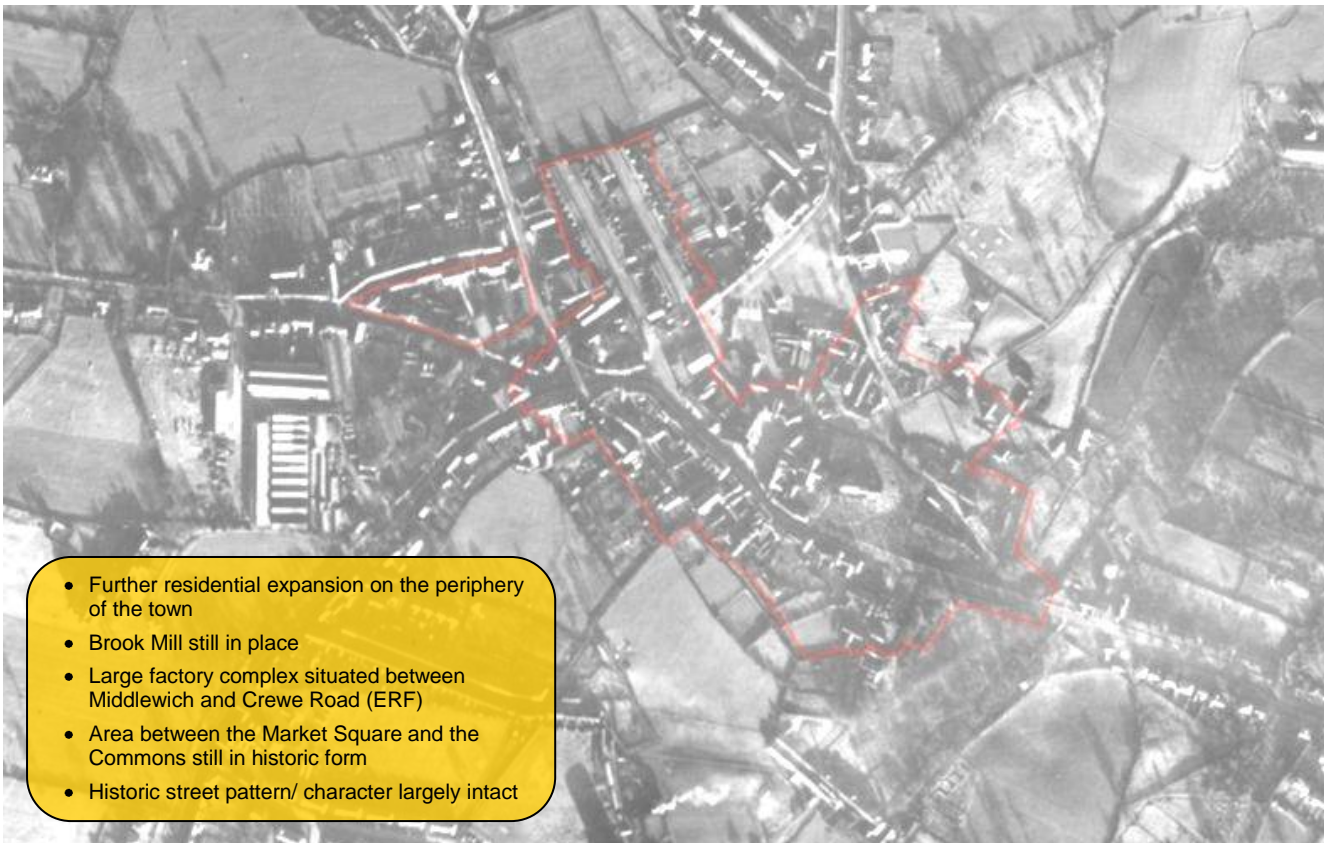 • Further residential expansion on the periphery
of the town
• Brook Mill still in place
• Large factory complex situated between
Middlewich and Crewe Road (ERF)
• Area between the Market Square and the
Commons still in historic form
• Historic street pattern/ character largely intact